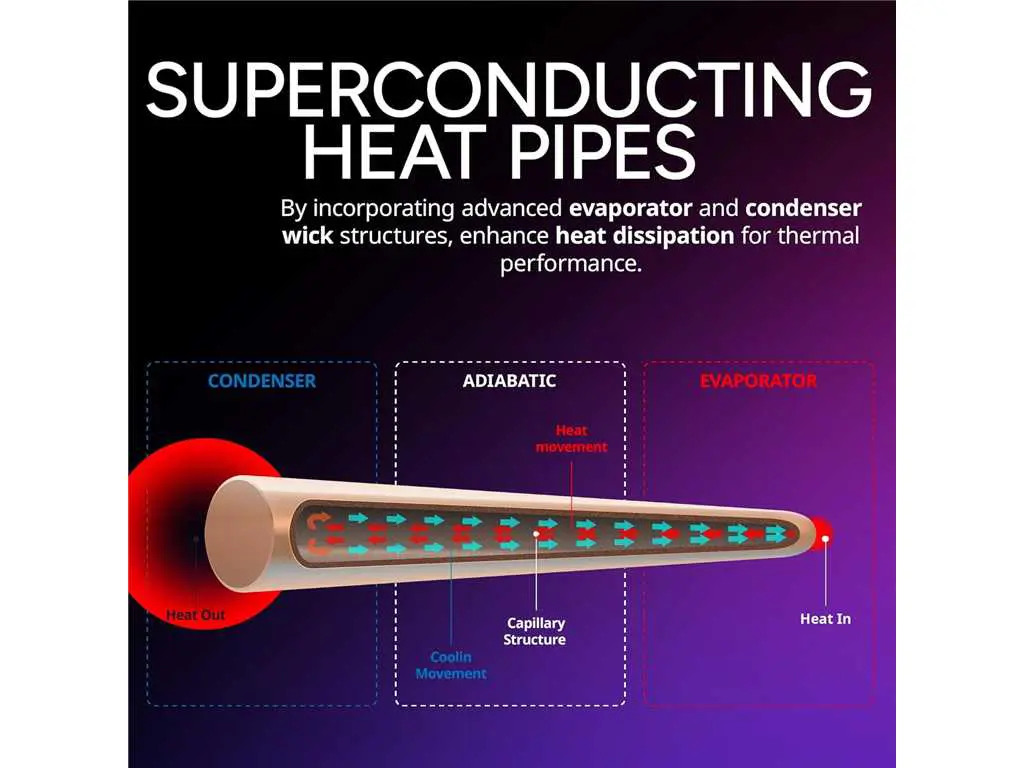 SUPERCONDUCTING
HEAT PIPES
By incorporating advanced evaporator and condenser
wick structures, enhance heat dissipation for thermal
performance.
CONDENSER
ADIABATIC
EVAPORATOR
Heat
movement
Heat Out
Capillary
Structure
Heat In
Coolin
Movement